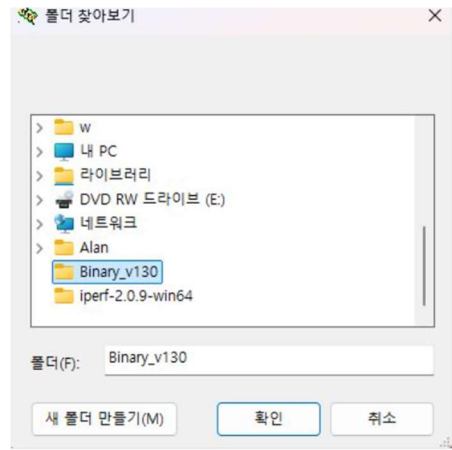 폴더 찾아보기
w
내 PC
라이브러리
DVD RW 드라이브 (E:)
네트워크
Alan
Binary_v130
iperf-2.0.9-win64
폴더(F): Binary_v130
새 폴더 만들기(M) 확인 취소